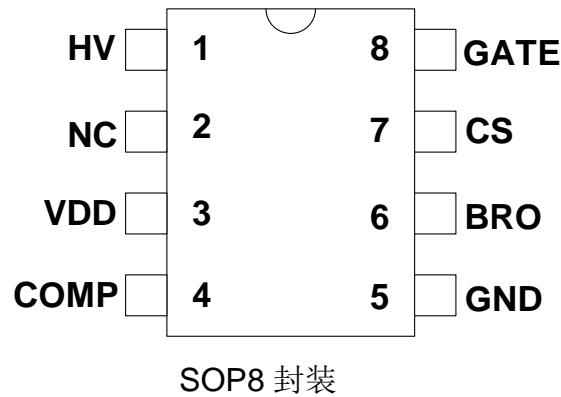 HV 1 8 GATE
NC 2 7 CS
VDD 3 6 BRO
COMP 4 5 GND
SOP8 封装